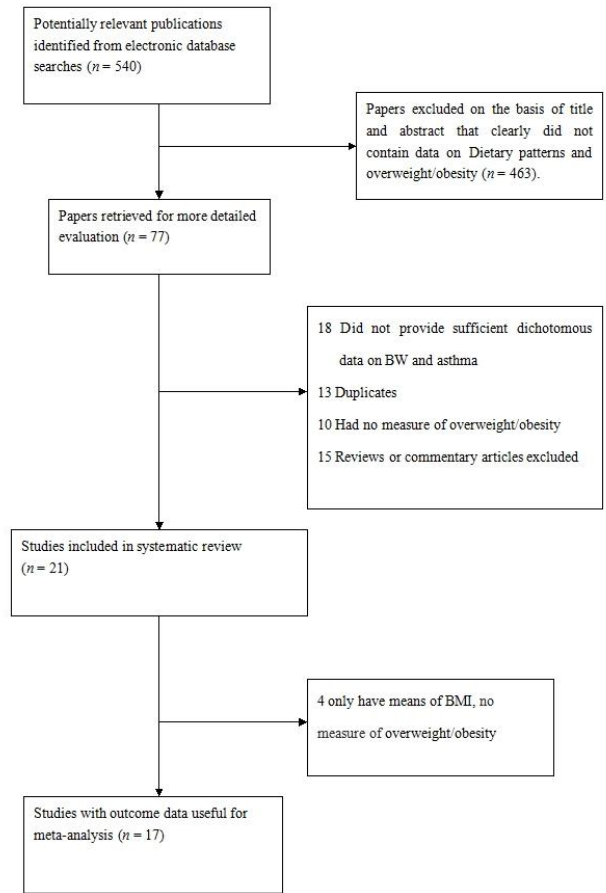 Potentially relevant publications
identified from electronic database
searches (n = 540)
Papers excluded on the basis of title
and abstract that clearly did not
contain data on Dietary patterns and
overweight/obesity (n = 463).
Papers retrieved for more detailed
evaluation (n = 77)
18 Did not provide sufficient dichotomous
data on BW and asthma
13 Duplicates
10 Had no measure of overweight/obesity
15 Reviews or commentary articles excluded
Studies included in systematic review
(n = 21)
4 only have means of BMI, no
measure of overweight/obesity
Studies with outcome data useful for
meta-analysis (n = 17)